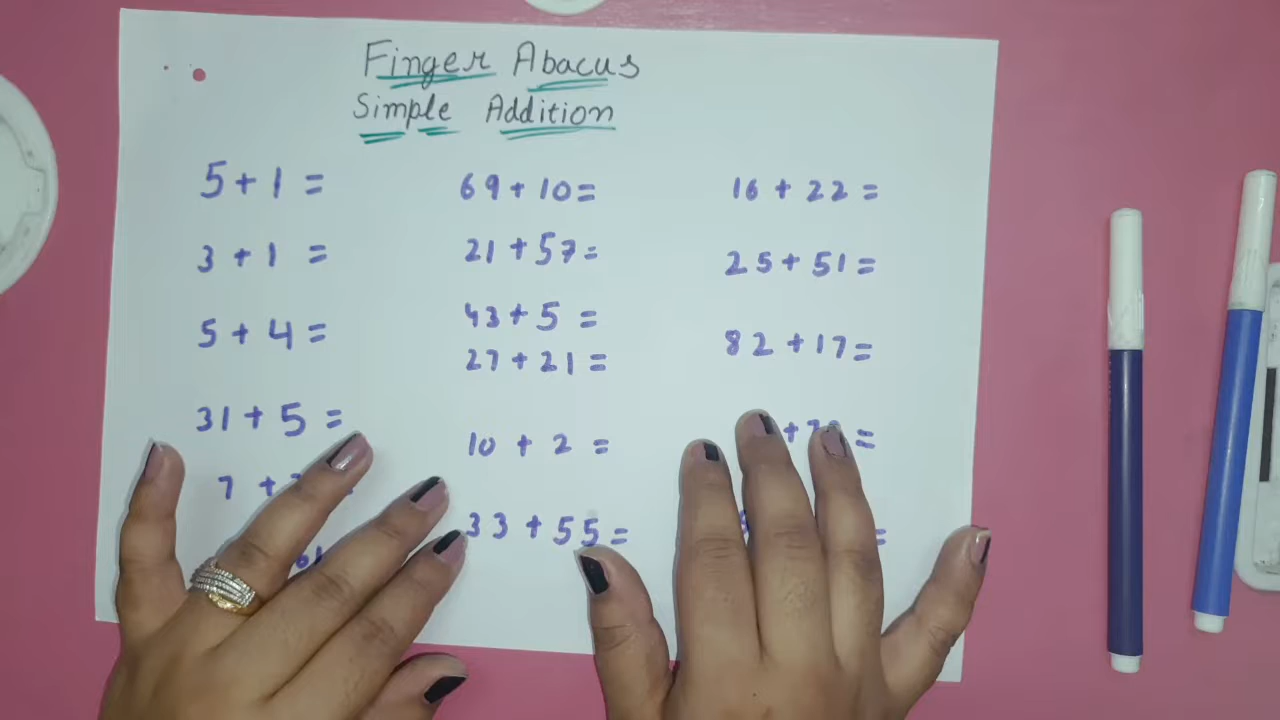 Finger Abacus
Simple Addition
5 + 1 =
3 + 1 =
5 + 4 =
31 + 5 =
7 +
69 + 10 =
21 + 57 =
43 + 5 =
27 + 21 =
10 + 2 =
33 + 55 =
16 + 22 =
25 + 51 =
82 + 17 =
+ =
=